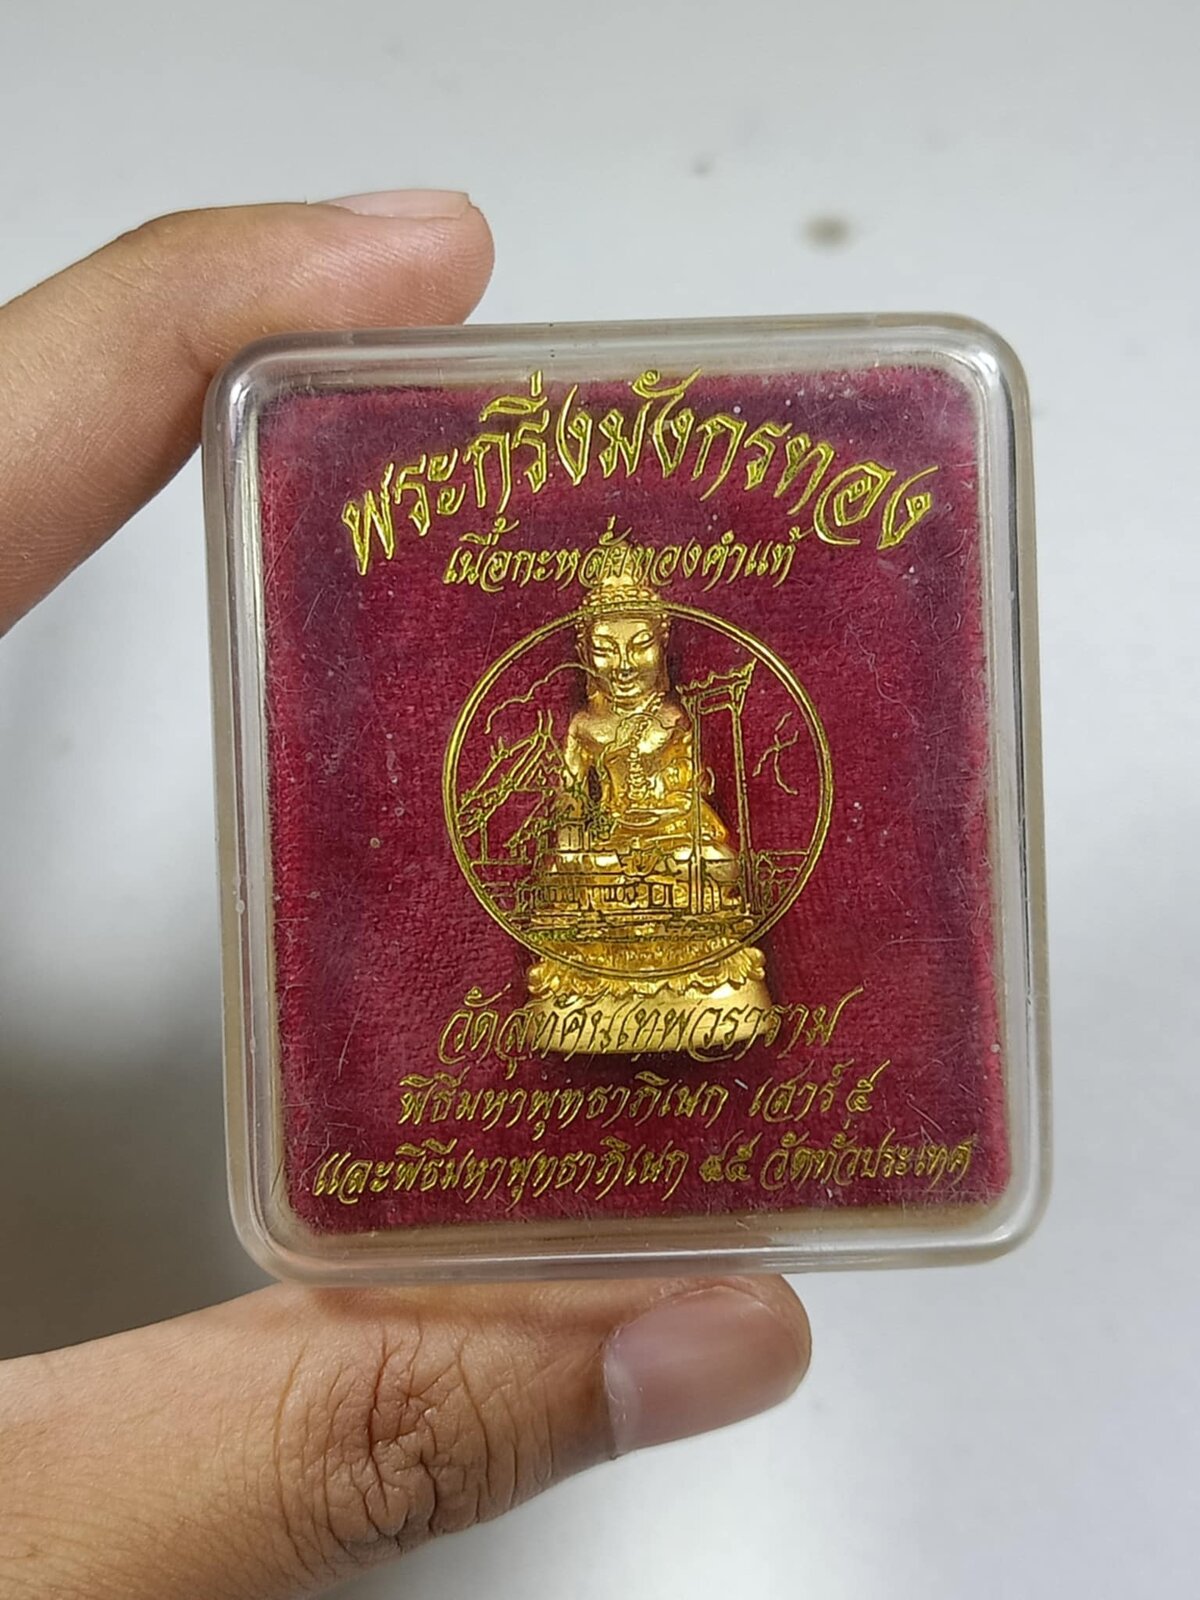 พระกริ่งมังกรทอง
เนื้อกะหลั่ยทองคำแท้
วัดสุทัศนเทพวราราม
พิธีมหาพุทธาภิเษก เสาร์ ๕
และพิธีมหาพุทธาภิเษก ๔๕ วัดทั่วประเทศ